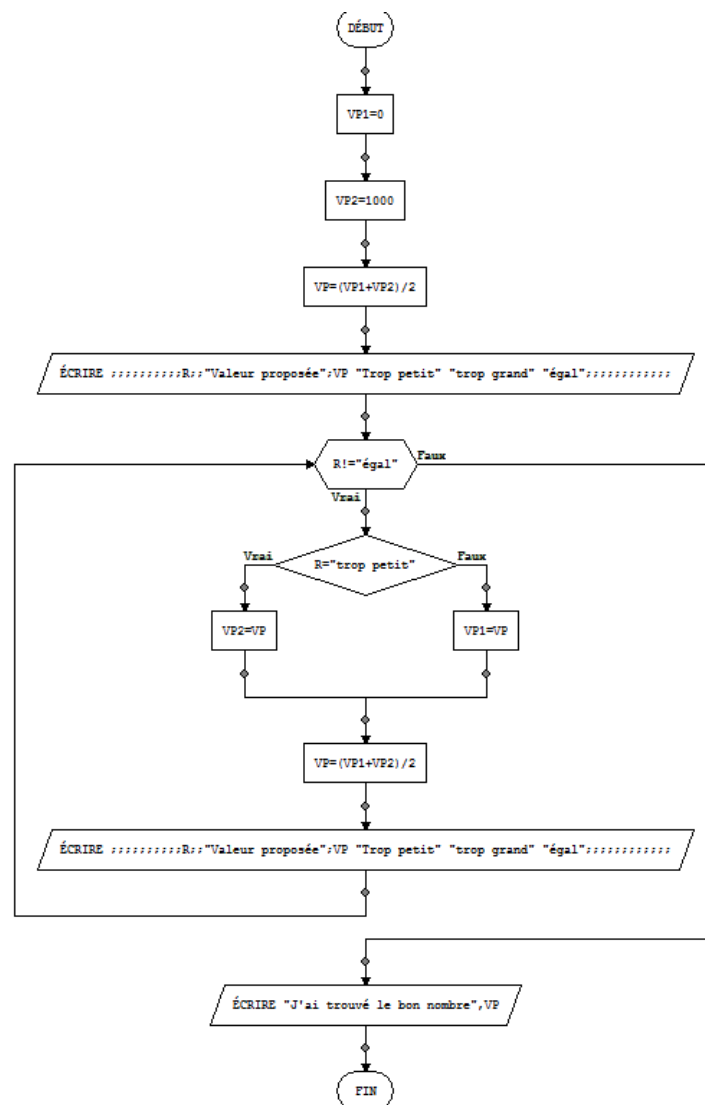 DÉBUT
VP1=0
VP2=1000
VP=(VP1+VP2)/2
ÉCRIRE ;;;;;;;;;;R;;"Valeur proposée";VP "Trop petit" "trop grand" "égal";;;;;;;;;;;;
R!="égal"
Faux
Vrai
Vrai
R="trop petit"
Faux
VP2=VP
VP1=VP
VP=(VP1+VP2)/2
ÉCRIRE ;;;;;;;;;;R;;"Valeur proposée";VP "Trop petit" "trop grand" "égal";;;;;;;;;;;;
ÉCRIRE "J'ai trouvé le bon nombre",VP
FIN